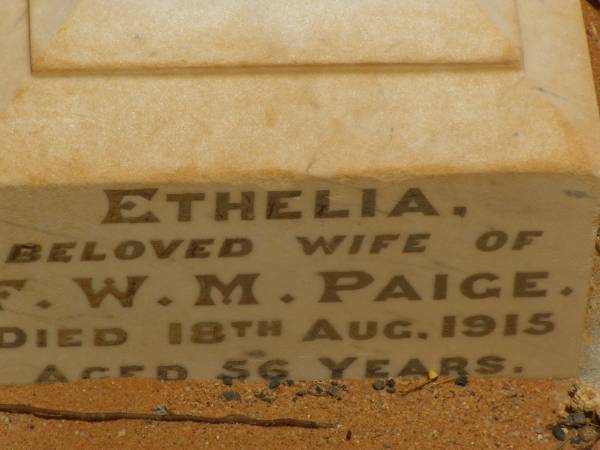 ETHELIA,
BELOVED WIFE OF
F. W. M. PAIGE.
DIED 18TH AUG. 1915
AGED 56 YEARS.